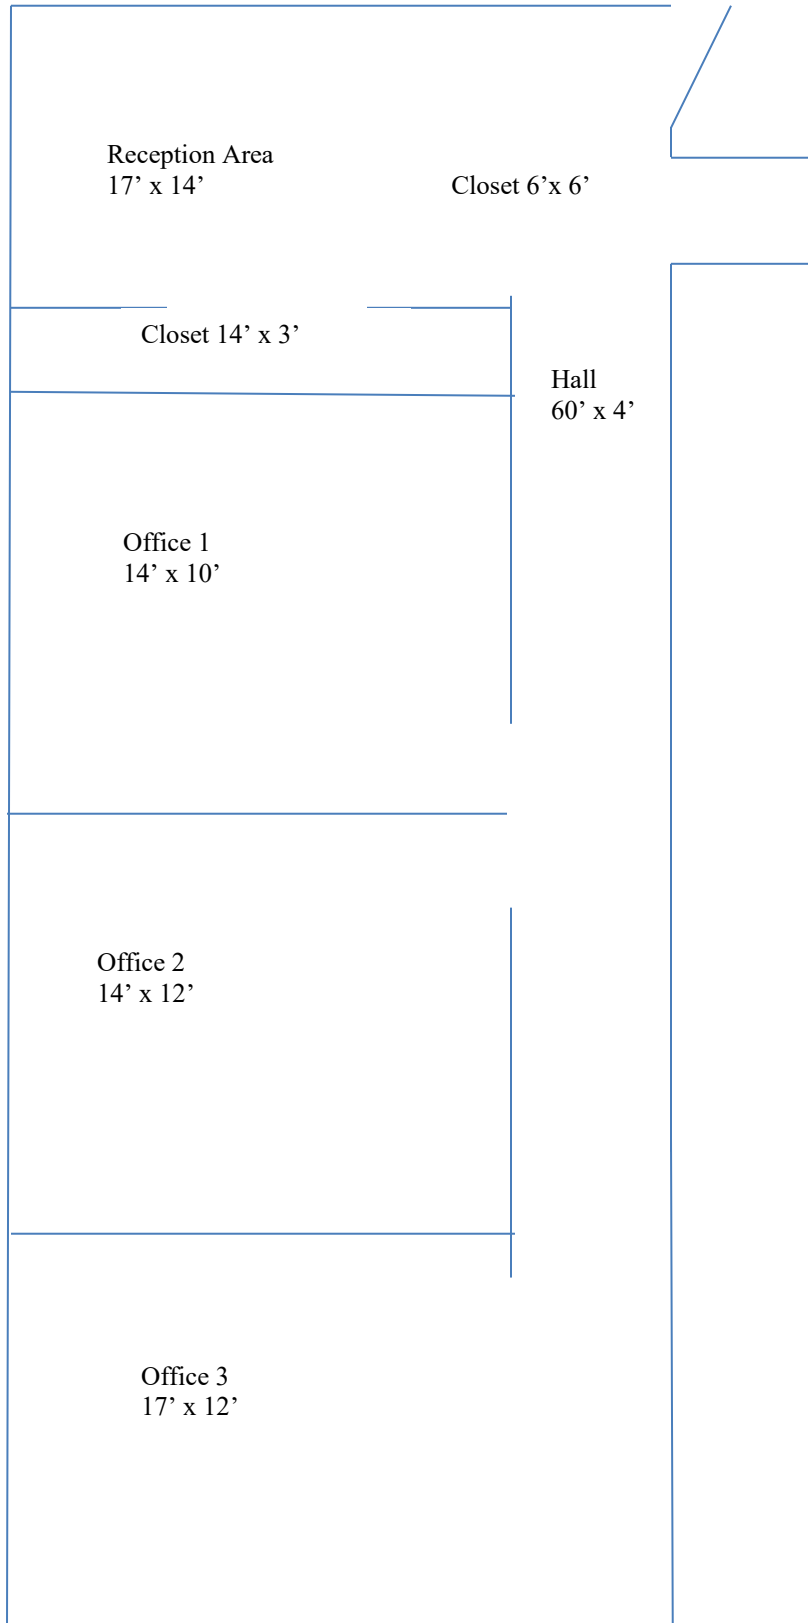 Reception Area
17’ x 14’
Closet 6’x 6’
Closet 14’ x 3’
Hall
60’ x 4’
Office 1
14’ x 10’
Office 2
14’ x 12’
Office 3
17’ x 12’